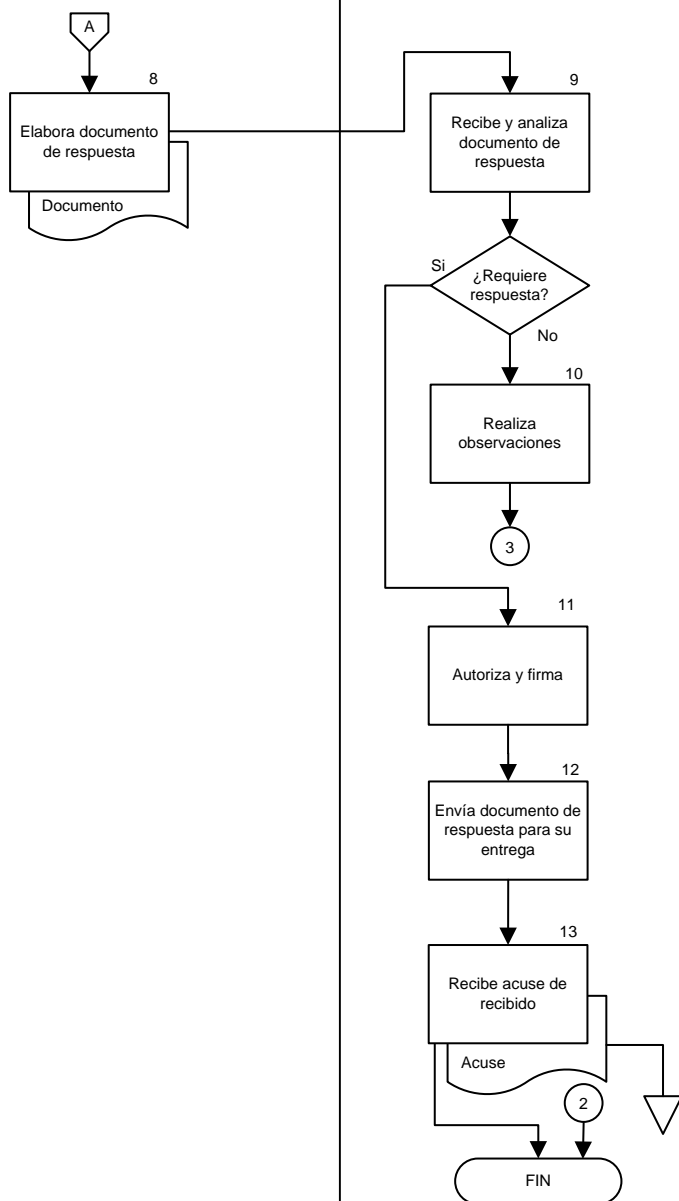 A
8
Elabora documento
de respuesta
Documento
9
Recibe y analiza
documento de
respuesta
¿Requiere
respuesta?
Si
No
10
Realiza
observaciones
3
11
Autoriza y firma
12
Envía documento de
respuesta para su
entrega
13
Recibe acuse de
recibido
Acuse
2
FIN